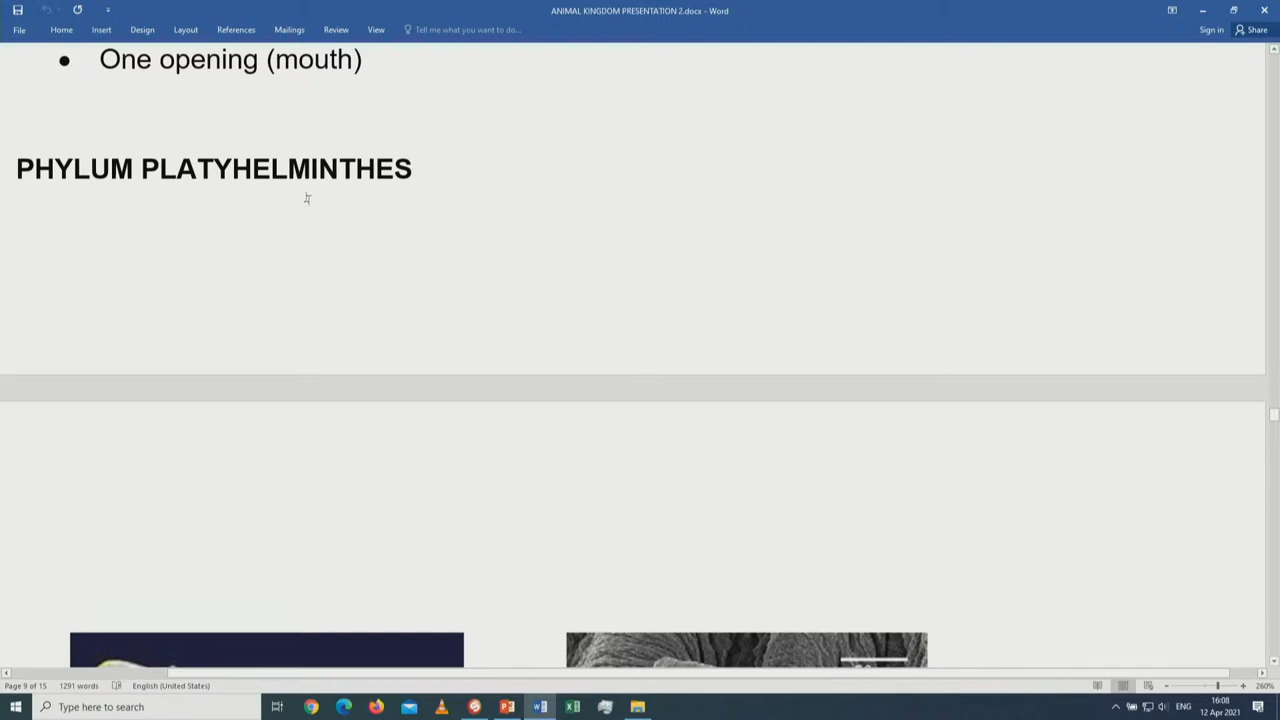 ANIMAL KINGDOM PRESENTATION 2.docx - Word
File Home Insert Design Layout References Mailings Review View Tell me what you want to do... Sign in Share
• One opening (mouth)
PHYLUM PLATYHELMINTHES
Page 9 of 15 1291 words English (United States) 260%
Type here to search ENG 16:08
12 Apr 2021